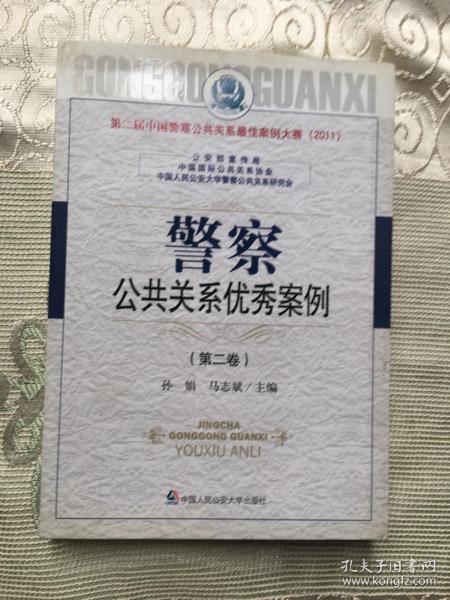 GONGGONGGUANXI
第二届中国警察公共关系最佳案例大赛（2011）
公安部宣传局
中国国际公共关系协会
中国人民公安大学警察公共关系研究会
警察
公共关系优秀案例
（第二卷）
孙 娟 马志斌／主编
JINGCHA
GONGGONG GUANXI
YOUXIU ANLI
中国人民公安大学出版社
孔夫子旧书网
www.kongfz.com